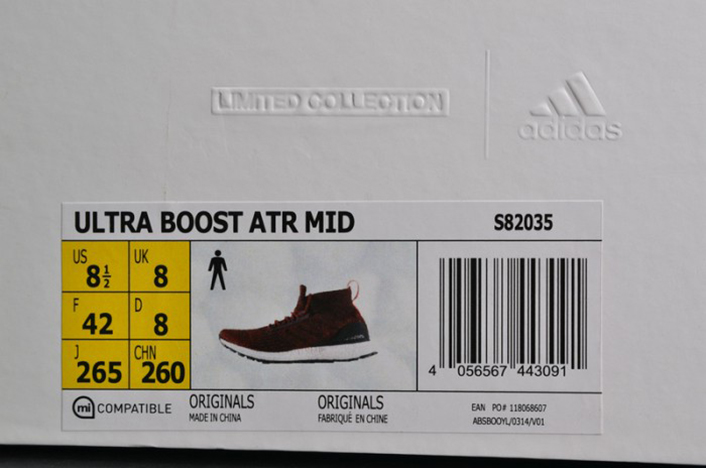 LIMITED COLLECTION
adidas
ULTRA BOOST ATR MID S82035
US 8½ UK 8
F 42 D 8
J 265 CHN 260
4 056567 443091
mi COMPATIBLE
ORIGINALS
MADE IN CHINA
ORIGINALS
FABRIQUÉ EN CHINE
EAN PO# 118068607
ABSBOOYL/0314/V01